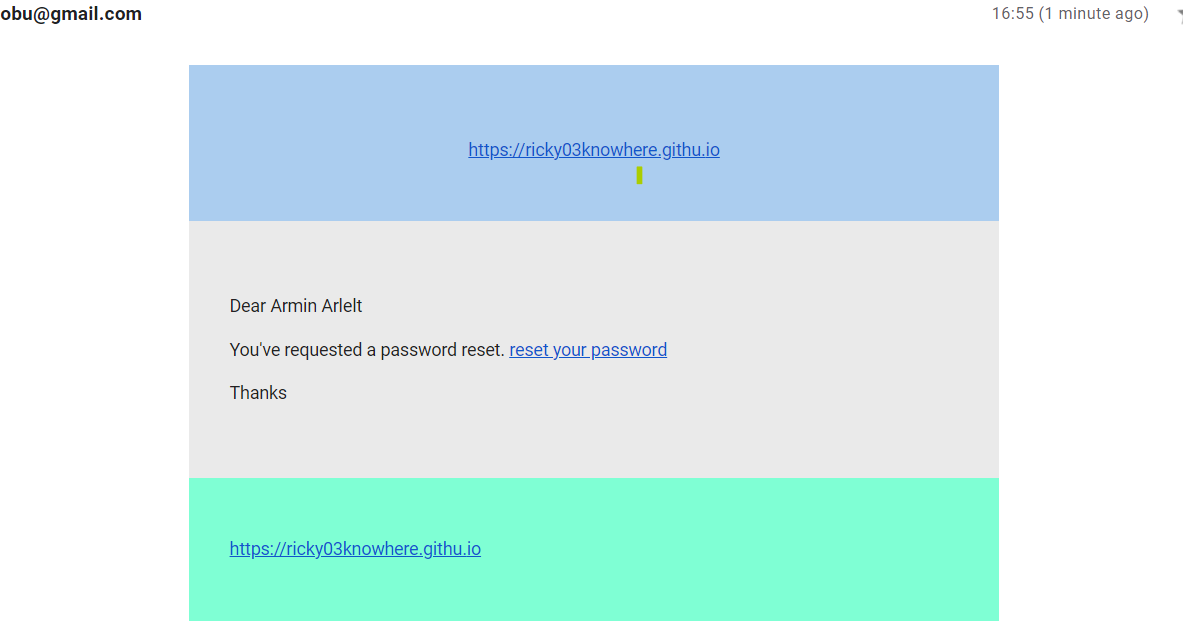 obu@gmail.com
16:55 (1 minute ago)
https://ricky03knowhere.githu.io
Dear Armin Arlelt
You've requested a password reset. reset your password
Thanks
https://ricky03knowhere.githu.io